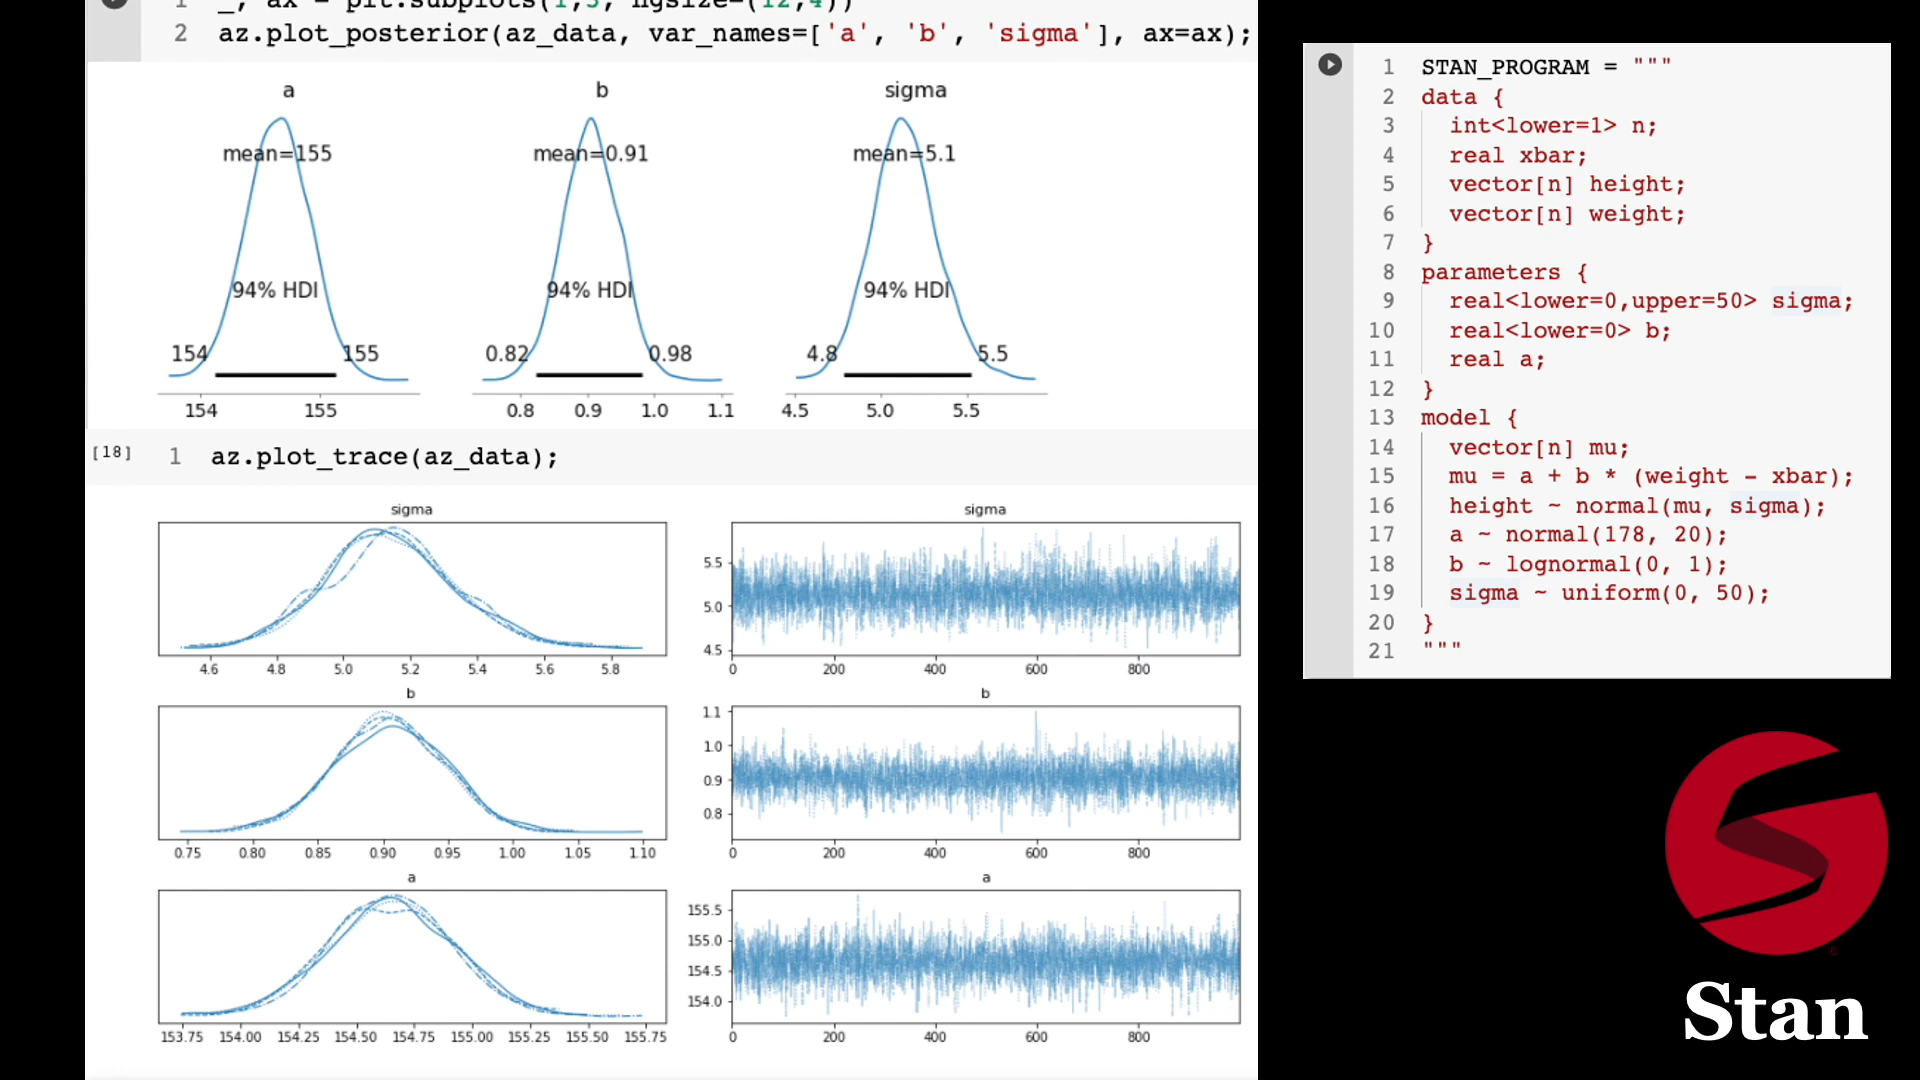 1 _, ax = plt.subplots(1,3, figsize=(12,4))
2 az.plot_posterior(az_data, var_names=['a', 'b', 'sigma'], ax=ax);
a b sigma
mean=155 mean=0.91 mean=5.1
94% HDI 94% HDI 94% HDI
154 155 0.82 0.98 4.8 5.5
154 155 0.8 0.9 1.0 1.1 4.5 5.0 5.5
[18] 1 az.plot_trace(az_data);
sigma sigma
5.5
5.0
4.5
4.6 4.8 5.0 5.2 5.4 5.6 5.8 0 200 400 600 800
b b
1.1
1.0
0.9
0.8
0.75 0.80 0.85 0.90 0.95 1.00 1.05 1.10 0 200 400 600 800
a a
155.5
155.0
154.5
154.0
153.75 154.00 154.25 154.50 154.75 155.00 155.25 155.50 155.75 0 200 400 600 800
1 STAN_PROGRAM = """
2 data {
3 int<lower=1> n;
4 real xbar;
5 vector[n] height;
6 vector[n] weight;
7 }
8 parameters {
9 real<lower=0,upper=50> sigma;
10 real<lower=0> b;
11 real a;
12 }
13 model {
14 vector[n] mu;
15 mu = a + b * (weight - xbar);
16 height ~ normal(mu, sigma);
17 a ~ normal(178, 20);
18 b ~ lognormal(0, 1);
19 sigma ~ uniform(0, 50);
20 }
21 """
Stan